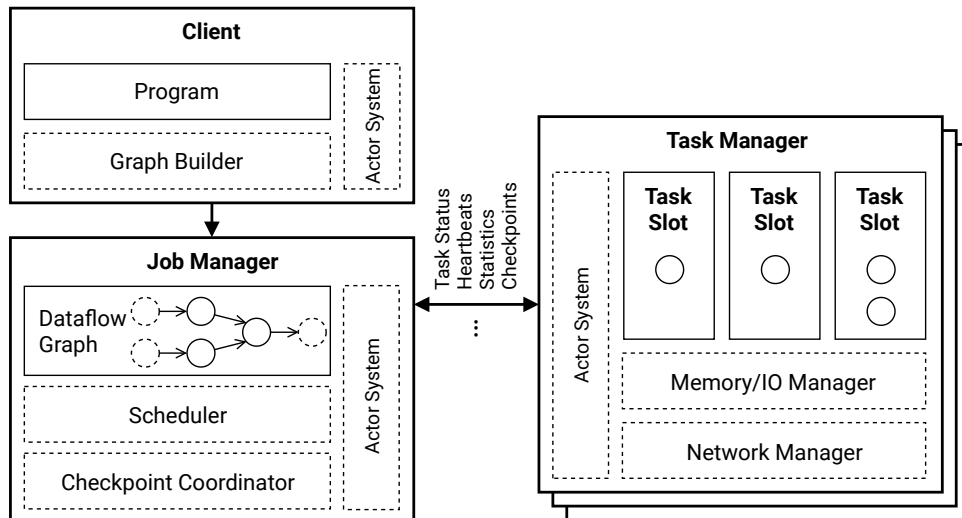 Client
Program
Graph Builder
Actor System
Job Manager
Dataflow
Graph
Scheduler
Checkpoint Coordinator
Actor System
Task Status
Heartbeats
Statistics
Checkpoints
...
Task Manager
Actor System
Task
Slot
Task
Slot
Task
Slot
Memory/IO Manager
Network Manager